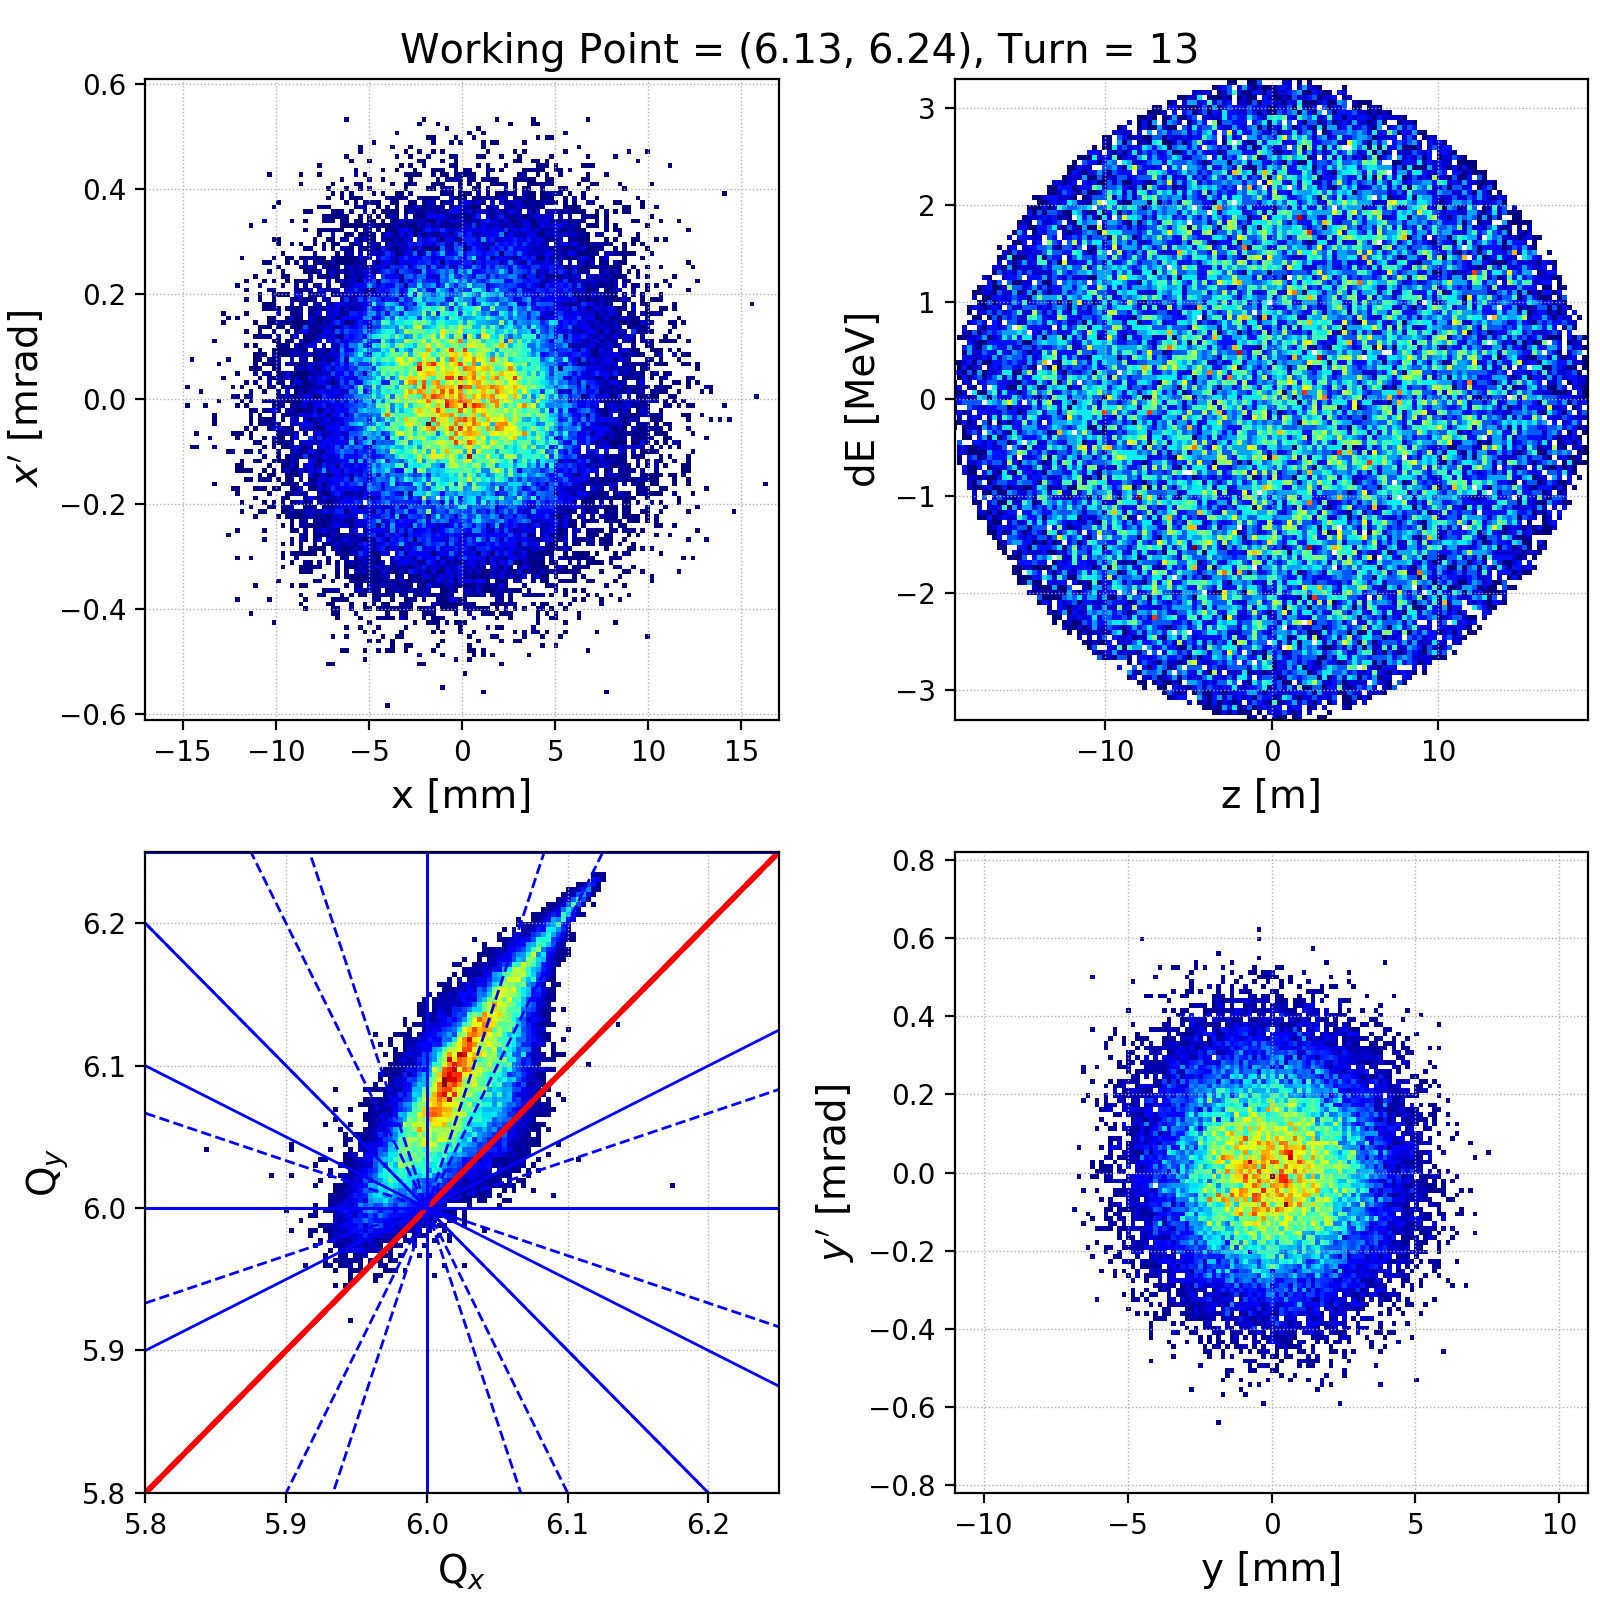 Working Point = (6.13, 6.24), Turn = 13
0.6
0.4
0.2
0.0
−0.2
−0.4
−0.6
x′ [mrad]
−15 −10 −5 0 5 10 15
x [mm]
3
2
1
0
−1
−2
−3
dE [MeV]
−10 0 10
z [m]
6.2
6.1
6.0
5.9
5.8
Qy
5.8 5.9 6.0 6.1 6.2
Qx
0.8
0.6
0.4
0.2
0.0
−0.2
−0.4
−0.6
−0.8
y′ [mrad]
−10 −5 0 5 10
y [mm]